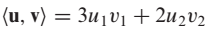 ⟨u, v⟩ = 3u₁v₁ + 2u₂v₂